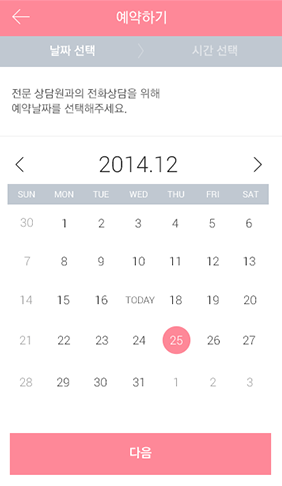 예약하기
날짜 선택 시간 선택
전문 상담원과의 전화상담을 위해
예약날짜를 선택해주세요.
2014.12
SUN MON TUE WED THU FRI SAT
30 1 2 3 4 5 6
7 8 9 10 11 12 13
14 15 16 TODAY 18 19 20
21 22 23 24 25 26 27
28 29 30 31 1 2 3
다음